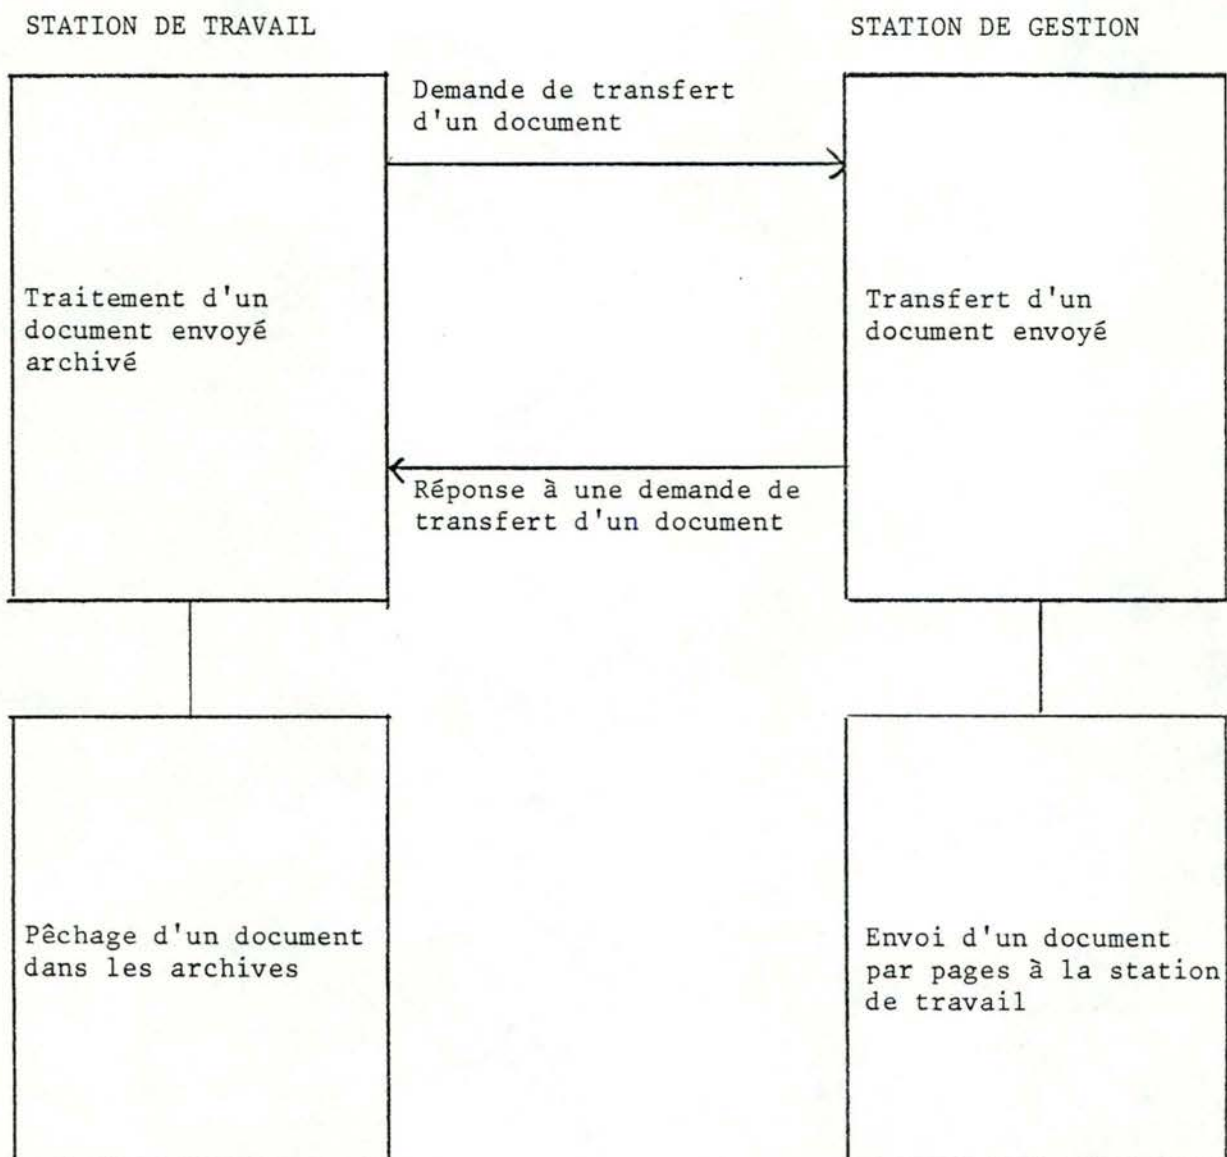 STATION DE TRAVAIL
STATION DE GESTION
Demande de transfert
d'un document
Traitement d'un
document envoyé
archivé
Transfert d'un
document envoyé
Réponse à une demande de
transfert d'un document
Pêchage d'un document
dans les archives
Envoi d'un document
par pages à la station
de travail